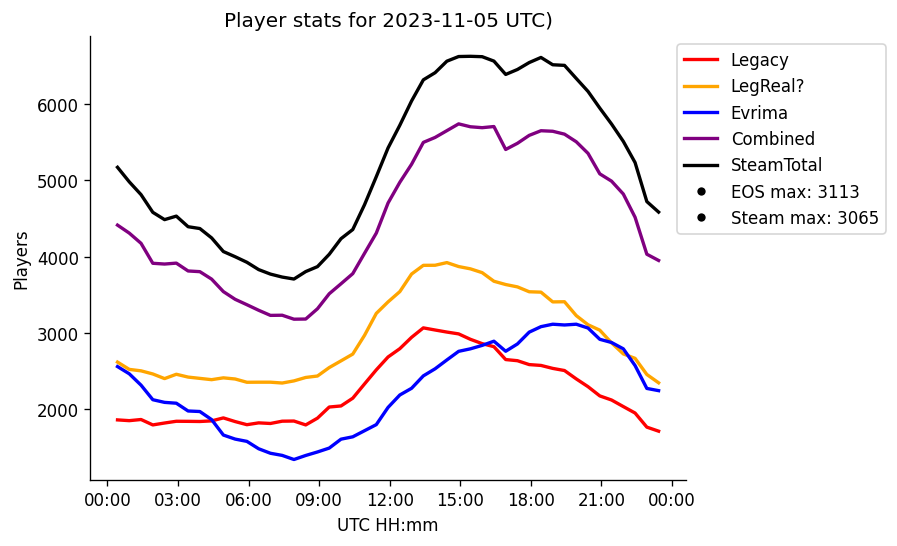 Player stats for 2023-11-05 UTC)
Legacy
LegReal?
Evrima
Combined
SteamTotal
EOS max: 3113
Steam max: 3065
Players
6000
5000
4000
3000
2000
00:00 03:00 06:00 09:00 12:00 15:00 18:00 21:00 00:00
UTC HH:mm